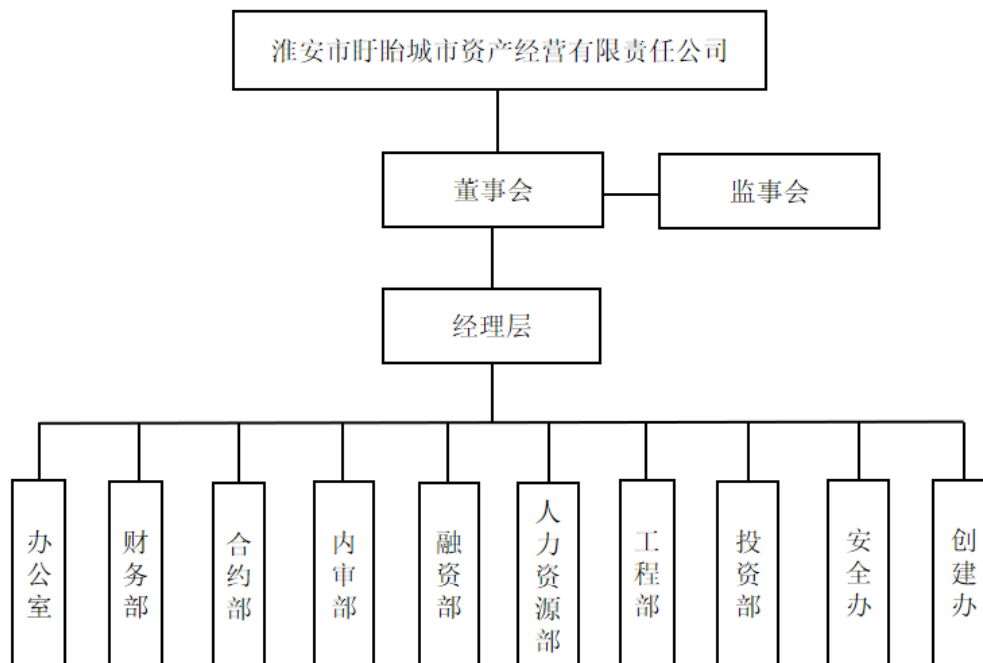 淮安市盱眙城市资产经营有限责任公司
董事会
监事会
经理层
办公室
财务部
合约部
内审部
融资部
人力资源部
工程部
投资部
安全办
创建办